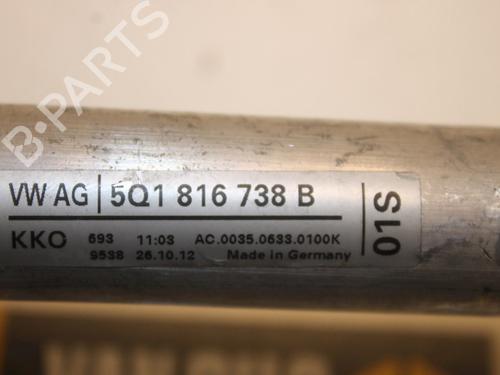 B-PARTS
VW AG 5Q1 816 738 B
KKO 693 11:03 AC.0035.0633.0100K
9538 26.10.12 Made in Germany
01S